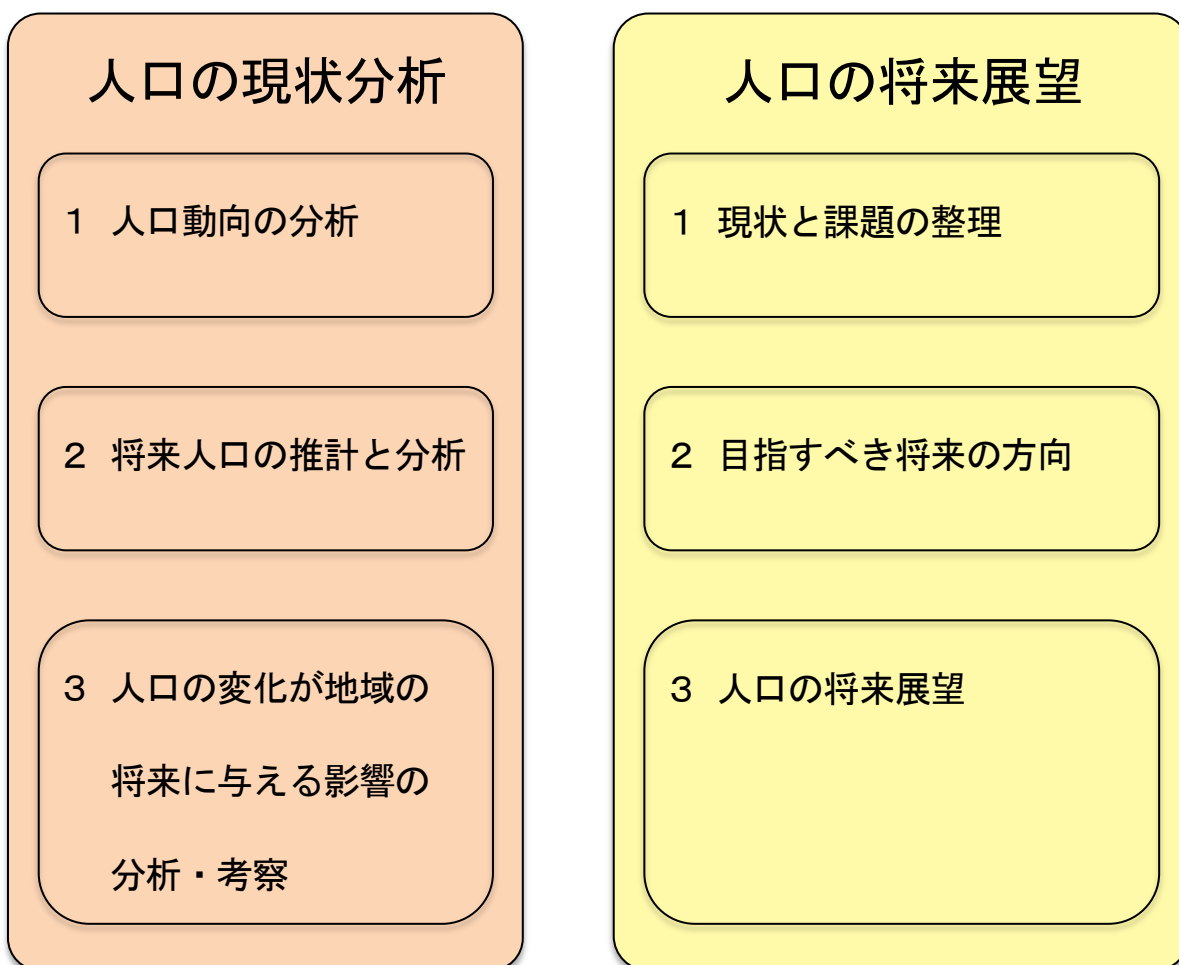 人口の現状分析
1 人口動向の分析
2 将来人口の推計と分析
3 人口の変化が地域の
将来に与える影響の
分析・考察
人口の将来展望
1 現状と課題の整理
2 目指すべき将来の方向
3 人口の将来展望